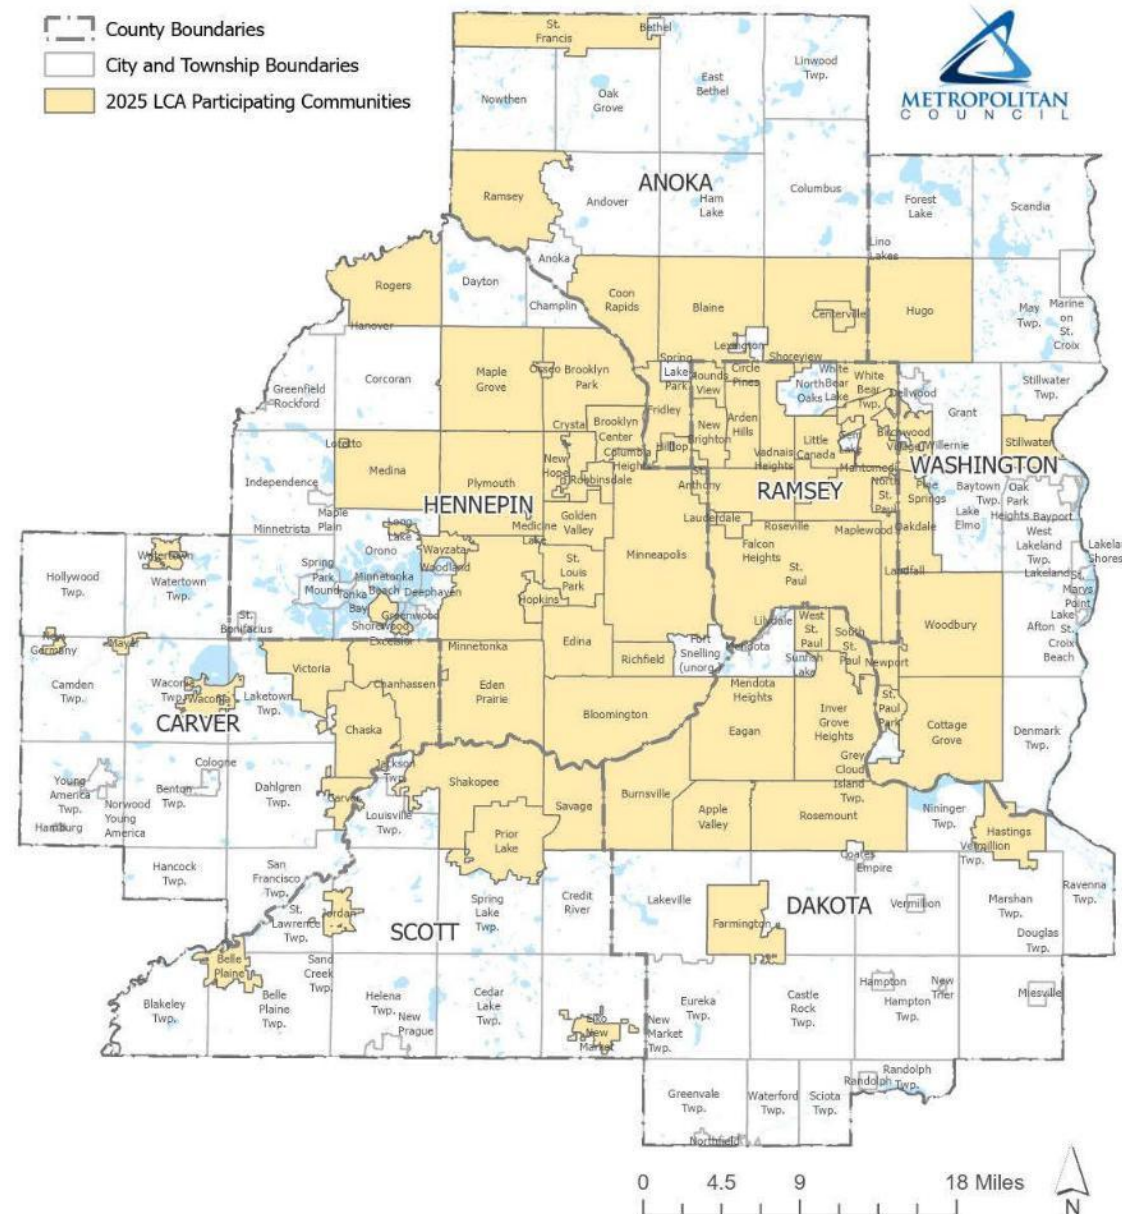 County Boundaries
City and Township Boundaries
2025 LCA Participating Communities
METROPOLITAN
COUNCIL
St.
Francis
Bethel
Linwood
Twp.
Nowthen
Oak
Grove
East
Bethel
Ramsey
ANOKA
Andover
Ham
Lake
Columbus
Forest
Lake
Scandia
Anoka
Lino
Lakes
Rogers
Dayton
Champlin
Coon
Rapids
Blaine
Centerville
Hugo
May
Twp.
Marine
on
St.
Croix
Hanover
Lexington
Shoreview
Corcoran
Maple
Grove
Osseo
Brooklyn
Park
Spring
Lake
Park
Mounds
View
Circle
Pines
North
Oaks
White
Bear
Lake
White
Bear
Twp.
Dellwood
Stillwater
Twp.
Greenfield
Rockford
Grant
Fridley
New
Brighton
Arden
Hills
Crystal
Brooklyn
Center
Columbia
Heights
Hilltop
Little
Canada
Birchwood
Village
Willernie
Stillwater
Loretto
Medina
New
Hope
Robbinsdale
Vadnais
Heights
Mahtomedi
WASHINGTON
Independence
Plymouth
St.
Anthony
RAMSEY
North
St.
Paul
Pine
Springs
Baytown
Twp.
Oak
Park
Heights
Bayport
HENNEPIN
Maple
Plain
Minnetrista
Golden
Valley
Medicine
Lake
Lauderdale
Roseville
Maplewood
Oakdale
Lake
Elmo
West
Lakeland
Twp.
Long
Lake
Orono
Wayzata
Woodland
Minneapolis
Falcon
Heights
Lakeland
Shores
Hollywood
Twp.
Watertown
Watertown
Twp.
Spring
Park
Mound
Minnetonka
Beach
Tonka
Bay
Deephaven
St.
Louis
Park
St.
Paul
Landfall
Lakeland
St.
Marys
Point
Hopkins
Greenwood
Shorewood
Excelsior
St.
Bonifacius
Lilydale
West
St.
Paul
South
St.
Paul
Woodbury
Afton
Lake
St.
Croix
Beach
New
Germany
Mayer
Minnetonka
Edina
Richfield
Fort
Snelling
(unorg.)
Mendota
Sunfish
Lake
Newport
Victoria
Chanhassen
Camden
Twp.
Waconia
Twp.
Waconia
Laketown
Twp.
Eden
Prairie
Bloomington
Mendota
Heights
St.
Paul
Park
CARVER
Chaska
Eagan
Inver
Grove
Heights
Cottage
Grove
Denmark
Twp.
Cologne
Jackson
Twp.
Grey
Cloud
Island
Twp.
Young
America
Twp.
Benton
Twp.
Dahlgren
Twp.
Shakopee
Carver
Savage
Burnsville
Apple
Valley
Rosemount
Nininger
Twp.
Norwood
Young
America
Hamburg
Louisville
Twp.
Prior
Lake
Hastings
Vermillion
Twp.
Hancock
Twp.
San
Francisco
Twp.
Coates
Empire
St.
Lawrence
Twp.
Jordan
Spring
Lake
Twp.
Credit
River
Lakeville
Farmington
DAKOTA
Vermillion
Marshan
Twp.
Ravenna
Twp.
SCOTT
Douglas
Twp.
Belle
Plaine
Sand
Creek
Twp.
Blakeley
Twp.
Belle
Plaine
Twp.
Helena
Twp.
Cedar
Lake
Twp.
Eureka
Twp.
Castle
Rock
Twp.
Hampton
Hampton
Twp.
New
Trier
Miesville
New
Prague
Elko
New
Market
New
Market
Twp.
Greenvale
Twp.
Waterford
Twp.
Sciota
Twp.
Randolph
Randolph
Twp.
Northfield
0 4.5 9 18 Miles
N